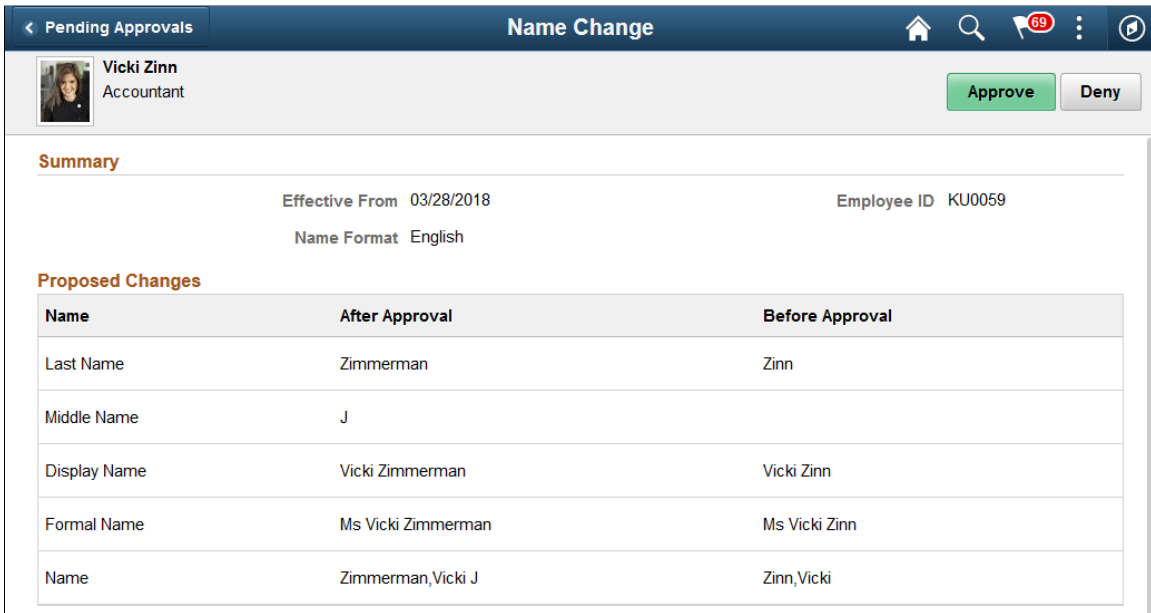 Pending Approvals Name Change 69
Vicki Zinn
Accountant
Approve Deny
Summary
Effective From 03/28/2018 Employee ID KU0059
Name Format English
Proposed Changes
Name After Approval Before Approval
Last Name Zimmerman Zinn
Middle Name J
Display Name Vicki Zimmerman Vicki Zinn
Formal Name Ms Vicki Zimmerman Ms Vicki Zinn
Name Zimmerman,Vicki J Zinn,Vicki